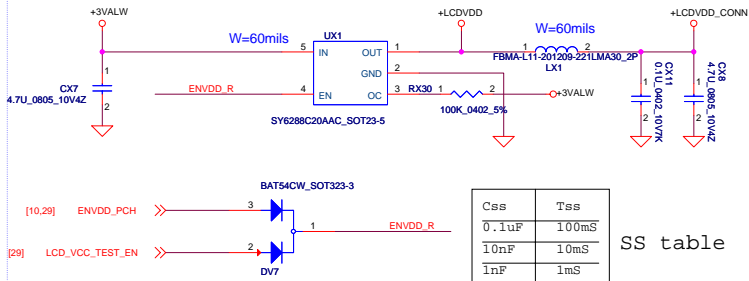 +3VALW
+LCDVDD
+LCDVDD_CONN
W=60mils
UX1
W=60mils
5 IN OUT 1
FBMA-L11-201209-221LMA30_2P
1 2
LX1
GND 2
1
CX7
4.7U_0805_10V4Z
2
ENVDD_R
4 EN OC 3
RX30
1 2
+3VALW
100K_0402_5%
SY6288C20AAC_SOT23-5
1
2
CX11
0.1U_0402_10V7K
1
2
CX8
4.7U_0805_10V4Z
BAT54CW_SOT323-3
[10,29] ENVDD_PCH
3
1
ENVDD_R
[29] LCD_VCC_TEST_EN
2
DV7
Css Tss
0.1uF 100mS
10nF 10mS
1nF 1mS
SS table